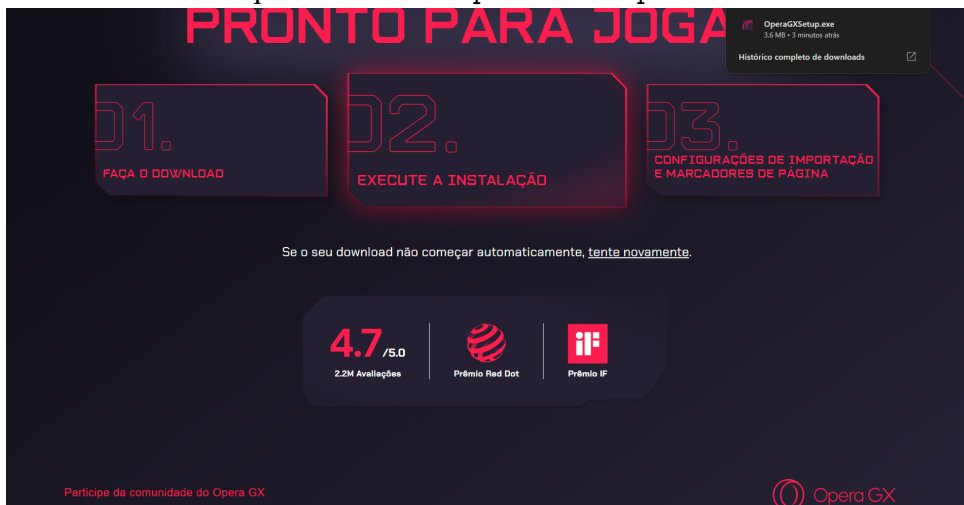 PRONTO PARA JOGA
OperaGXSetup.exe
3,6 MB • 3 minutos atrás
Histórico completo de downloads
01.
FAÇA O DOWNLOAD
02.
EXECUTE A INSTALAÇÃO
03.
CONFIGURAÇÕES DE IMPORTAÇÃO
E MARCADORES DE PÁGINA
Se o seu download não começar automaticamente, tente novamente.
4.7 /5.0
2.2M Avaliações
Prêmio Red Dot
iF
Prêmio IF
Participe da comunidade do Opera GX
Opera GX